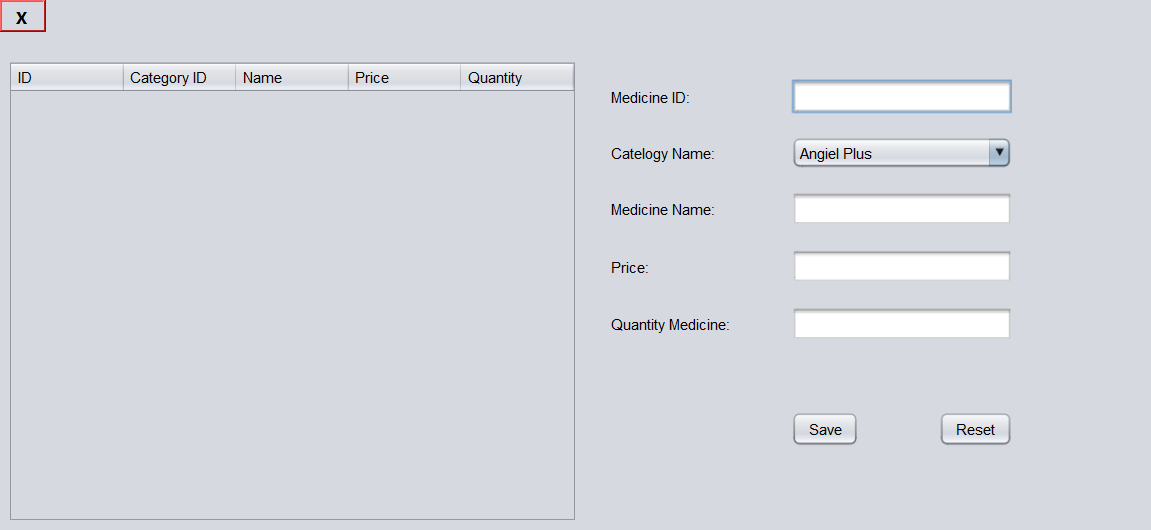 X
ID Category ID Name Price Quantity
Medicine ID:
Catelogy Name: Angiel Plus
Medicine Name:
Price:
Quantity Medicine:
Save Reset